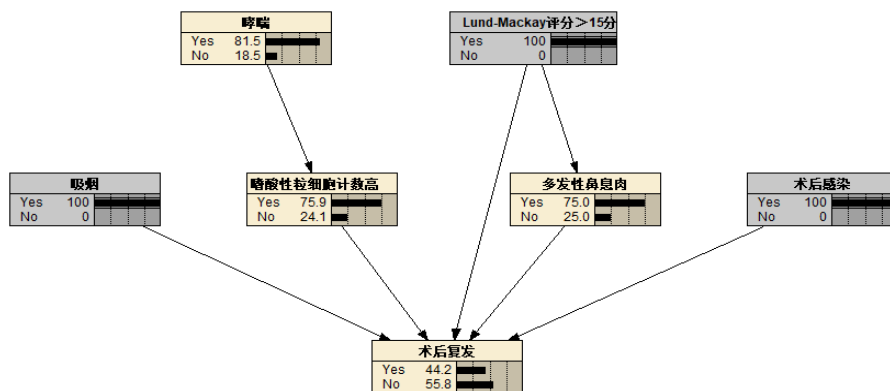 哮喘
Yes 81.5
No 18.5
Lund-Mackay评分＞15分
Yes 100
No 0
吸烟
Yes 100
No 0
嗜酸性粒细胞计数高
Yes 75.9
No 24.1
多发性鼻息肉
Yes 75.0
No 25.0
术后感染
Yes 100
No 0
术后复发
Yes 44.2
No 55.8